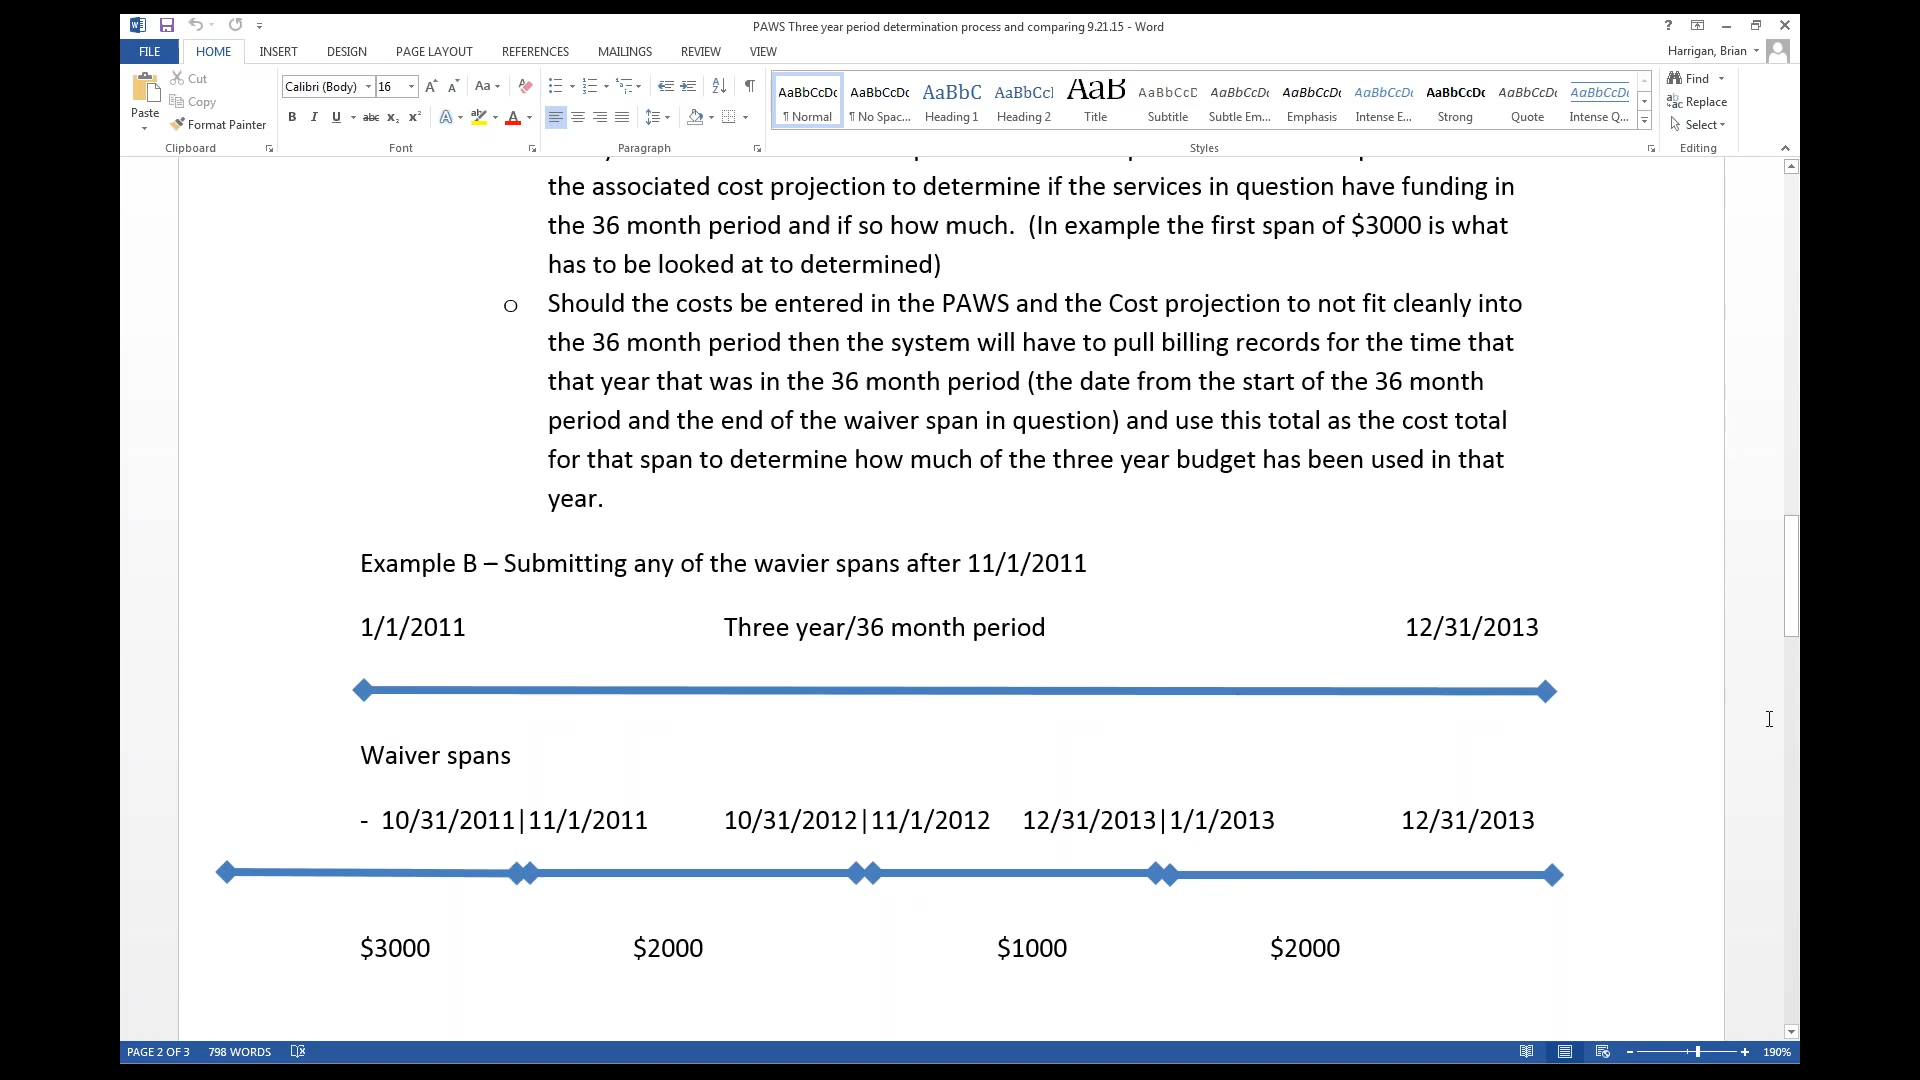 PAWS Three year period determination process and comparing 9.21.15 - Word
?
FILE HOME INSERT DESIGN PAGE LAYOUT REFERENCES MAILINGS REVIEW VIEW Harrigan, Brian
Cut
Copy
Format Painter
Paste
Clipboard
Calibri (Body) 16 A A Aa
B I U abc x₂ x² A A
Font
Paragraph
AaBbCcDc AaBbCcDc AaBbC AaBbCcI AaB AaBbCcD AaBbCcDc AaBbCcDc AaBbCcDc AaBbCcDc AaBbCcDc AaBbCcDc
¶ Normal ¶ No Spac... Heading 1 Heading 2 Title Subtitle Subtle Em... Emphasis Intense E... Strong Quote Intense Q...
Styles
Find
Replace
Select
Editing
the associated cost projection to determine if the services in question have funding in
the 36 month period and if so how much.  (In example the first span of $3000 is what
has to be looked at to determined)
o Should the costs be entered in the PAWS and the Cost projection to not fit cleanly into
the 36 month period then the system will have to pull billing records for the time that
that year that was in the 36 month period (the date from the start of the 36 month
period and the end of the waiver span in question) and use this total as the cost total
for that span to determine how much of the three year budget has been used in that
year.
Example B – Submitting any of the wavier spans after 11/1/2011
1/1/2011 Three year/36 month period 12/31/2013
Waiver spans
- 10/31/2011|11/1/2011 10/31/2012|11/1/2012 12/31/2013|1/1/2013 12/31/2013
$3000 $2000 $1000 $2000
PAGE 2 OF 3 798 WORDS 190%